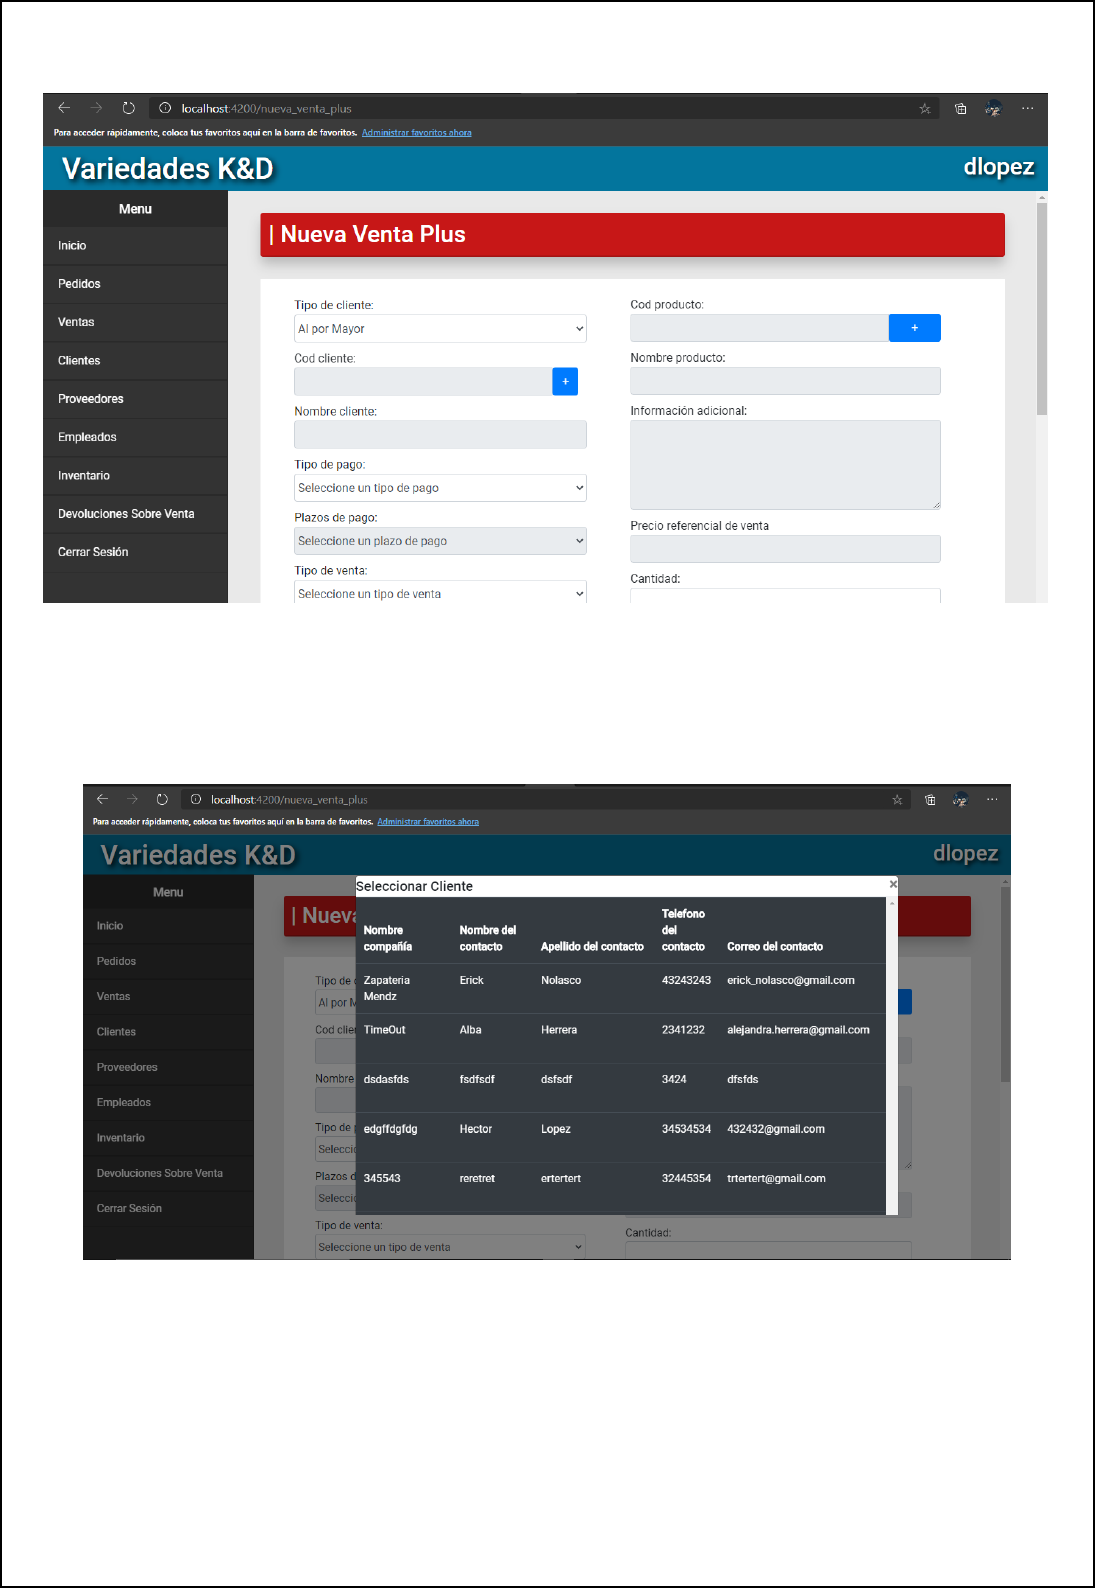 localhost:4200/nueva_venta_plus
Para acceder rápidamente, coloca tus favoritos aquí en la barra de favoritos. Administrar favoritos ahora
Variedades K&D
dlopez
Menu
Inicio
Pedidos
Ventas
Clientes
Proveedores
Empleados
Inventario
Devoluciones Sobre Venta
Cerrar Sesión
| Nueva Venta Plus
Tipo de cliente:
Al por Mayor
Cod cliente:
+
Nombre cliente:
Tipo de pago:
Seleccione un tipo de pago
Plazos de pago:
Seleccione un plazo de pago
Tipo de venta:
Seleccione un tipo de venta
Cod producto:
+
Nombre producto:
Información adicional:
Precio referencial de venta
Cantidad:
localhost:4200/nueva_venta_plus
Para acceder rápidamente, coloca tus favoritos aquí en la barra de favoritos. Administrar favoritos ahora
Variedades K&D
dlopez
Menu
Inicio
Pedidos
Ventas
Clientes
Proveedores
Empleados
Inventario
Devoluciones Sobre Venta
Cerrar Sesión
| Nueva
Tipo de
Al por M
Cod clien
Nombre
Tipo de p
Selecci
Plazos d
Selecci
Tipo de venta:
Seleccione un tipo de venta
Cantidad:
Seleccionar Cliente
×
Nombre compañía Nombre del contacto Apellido del contacto Telefono del contacto Correo del contacto
Zapateria Mendz Erick Nolasco 43243243 erick_nolasco@gmail.com
TimeOut Alba Herrera 2341232 alejandra.herrera@gmail.com
dsdasfds fsdfsdf dsfsdf 3424 dfsfds
edgffdgfdg Hector Lopez 34534534 432432@gmail.com
345543 reretret ertertert 32445354 trtertert@gmail.com